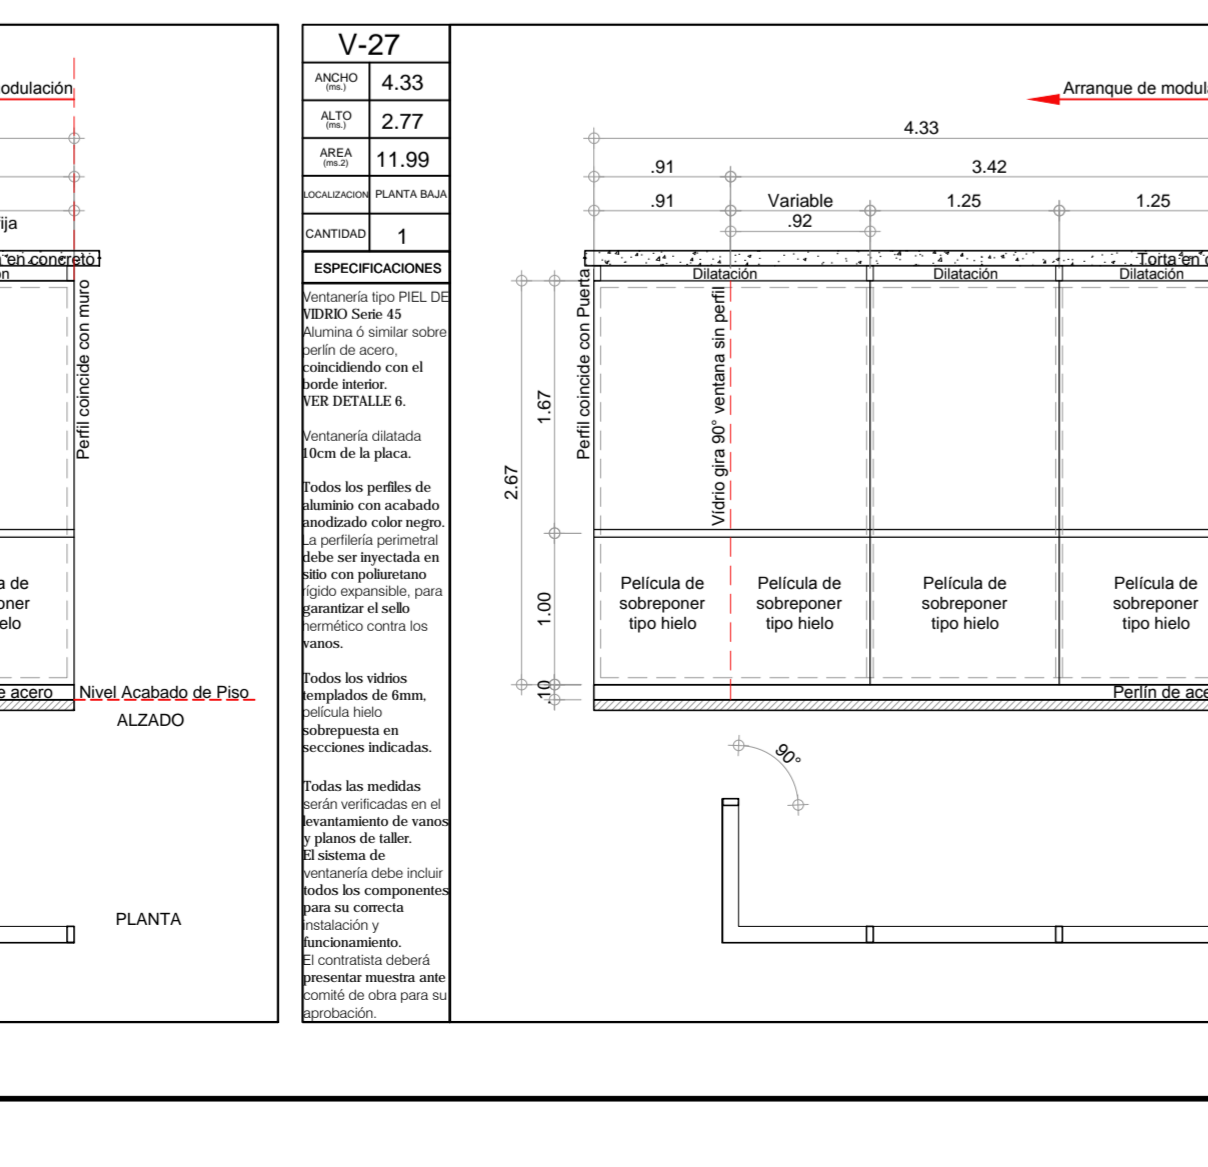 odulación
ija
en concreto
n
Perfil coincide con muro
a de
oner
elo
e acero
Nivel Acabado de Piso
ALZADO
PLANTA
V-27
ANCHO
(ms.)
4.33
ALTO
(ms.)
2.77
AREA
(ms.2)
11.99
LOCALIZACION
PLANTA BAJA
CANTIDAD
1
ESPECIFICACIONES
Ventanería tipo PIEL DE
VIDRIO Serie 45
Alumina ó similar sobre
perlín de acero,
coincidiendo con el
borde interior.
VER DETALLE 6.
Ventanería dilatada
10cm de la placa.
Todos los perfiles de
aluminio con acabado
anodizado color negro.
La perfilería perimetral
debe ser inyectada en
sitio con poliuretano
rígido expansible, para
garantizar el sello
hermético contra los
vanos.
Todos los vidrios
templados de 6mm,
película hielo
sobrepuesta en
secciones indicadas.
Todas las medidas
serán verificadas en el
levantamiento de vanos
y planos de taller.
El sistema de
ventanería debe incluir
todos los componentes
para su correcta
instalación y
funcionamiento.
El contratista deberá
presentar muestra ante
comité de obra para su
aprobación.
Arranque de modul
4.33
.91
3.42
.91
Variable
.92
1.25
1.25
Torta en
Dilatación
Dilatación
Dilatación
Perfil coincide con Puerta
Vídrio gira 90° ventana sin perfil
2.67
1.67
1.00
.10
Película de
sobreponer
tipo hielo
Película de
sobreponer
tipo hielo
Película de
sobreponer
tipo hielo
Película de
sobreponer
tipo hielo
Perlín de ace
90°